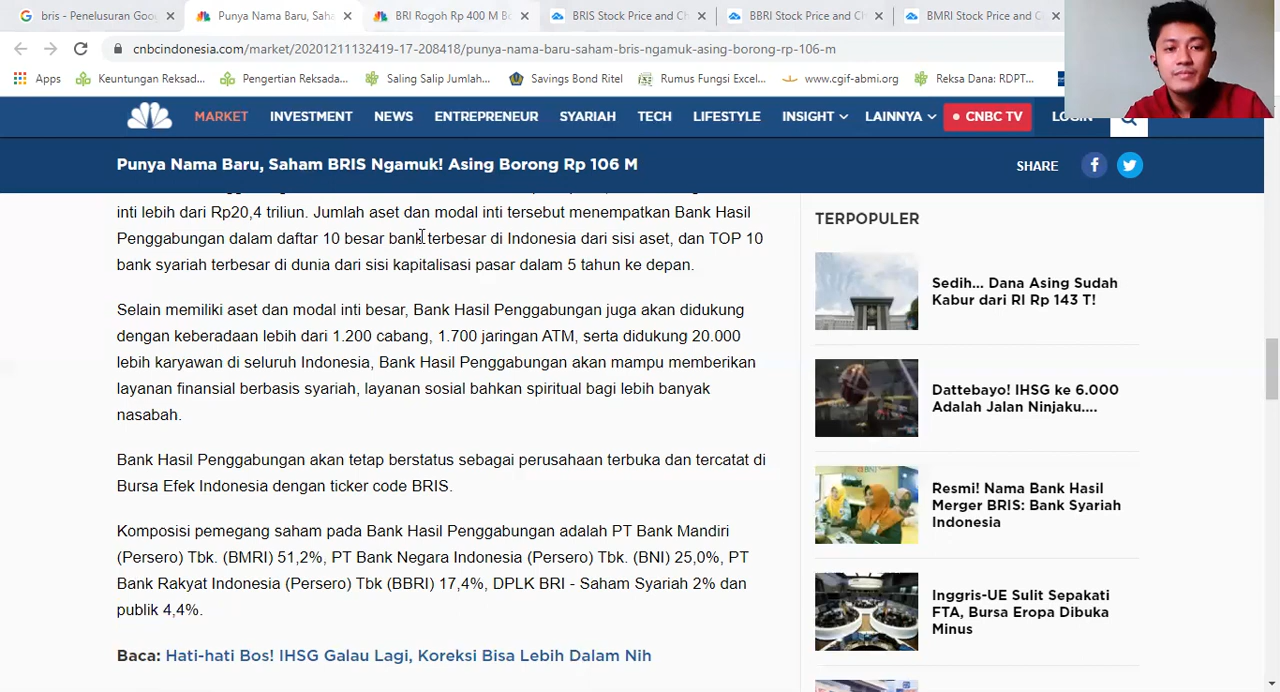 bris - Penelusuran Goo
Punya Nama Baru, Saha
BRI Rogoh Rp 400 M B
BRIS Stock Price and Ch
BBRI Stock Price and Ch
BMRI Stock Price and C
cnbcindonesia.com/market/20201211132419-17-208418/punya-nama-baru-saham-bris-ngamuk-asing-borong-rp-106-m
Apps
Keuntungan Reksad...
Pengertian Reksada...
Saling Salip Jumlah...
Savings Bond Ritel
Rumus Fungsi Excel...
www.cgif-abmi.org
Reksa Dana: RDPT...
MARKET
INVESTMENT
NEWS
ENTREPRENEUR
SYARIAH
TECH
LIFESTYLE
INSIGHT
LAINNYA
CNBC TV
LOGIN
Punya Nama Baru, Saham BRIS Ngamuk! Asing Borong Rp 106 M
SHARE
inti lebih dari Rp20,4 triliun. Jumlah aset dan modal inti tersebut menempatkan Bank Hasil
Penggabungan dalam daftar 10 besar bank terbesar di Indonesia dari sisi aset, dan TOP 10
bank syariah terbesar di dunia dari sisi kapitalisasi pasar dalam 5 tahun ke depan.
Selain memiliki aset dan modal inti besar, Bank Hasil Penggabungan juga akan didukung
dengan keberadaan lebih dari 1.200 cabang, 1.700 jaringan ATM, serta didukung 20.000
lebih karyawan di seluruh Indonesia, Bank Hasil Penggabungan akan mampu memberikan
layanan finansial berbasis syariah, layanan sosial bahkan spiritual bagi lebih banyak
nasabah.
Bank Hasil Penggabungan akan tetap berstatus sebagai perusahaan terbuka dan tercatat di
Bursa Efek Indonesia dengan ticker code BRIS.
Komposisi pemegang saham pada Bank Hasil Penggabungan adalah PT Bank Mandiri
(Persero) Tbk. (BMRI) 51,2%, PT Bank Negara Indonesia (Persero) Tbk. (BNI) 25,0%, PT
Bank Rakyat Indonesia (Persero) Tbk (BBRI) 17,4%, DPLK BRI - Saham Syariah 2% dan
publik 4,4%.
Baca: Hati-hati Bos! IHSG Galau Lagi, Koreksi Bisa Lebih Dalam Nih
TERPOPULER
Sedih... Dana Asing Sudah
Kabur dari RI Rp 143 T!
Dattebayo! IHSG ke 6.000
Adalah Jalan Ninjaku....
Resmi! Nama Bank Hasil
Merger BRIS: Bank Syariah
Indonesia
Inggris-UE Sulit Sepakati
FTA, Bursa Eropa Dibuka
Minus